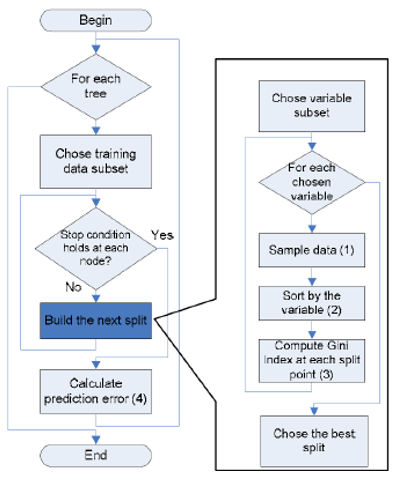 Begin
For each
tree
Chose training
data subset
Stop condition
holds at each
node?
Yes
No
Build the next split
Calculate
prediction error (4)
End
Chose variable
subset
For each
chosen
variable
Sample data (1)
Sort by the
variable (2)
Compute Gini
Index at each split
point (3)
Chose the best
split